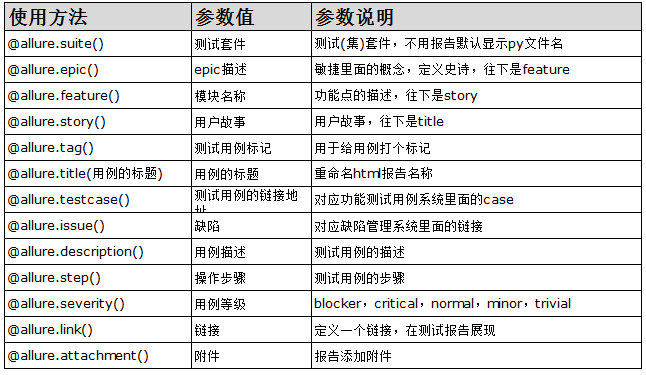 使用方法 参数值 参数说明
@allure.suite() 测试套件 测试(集)套件，不用报告默认显示py文件名
@allure.epic() epic描述 敏捷里面的概念，定义史诗，往下是feature
@allure.feature() 模块名称 功能点的描述，往下是story
@allure.story() 用户故事 用户故事，往下是title
@allure.tag() 测试用例标记 用于给用例打个标记
@allure.title(用例的标题) 用例的标题 重命名html报告名称
@allure.testcase() 测试用例的链接地址 对应功能测试用例系统里面的case
@allure.issue() 缺陷 对应缺陷管理系统里面的链接
@allure.description() 用例描述 测试用例的描述
@allure.step() 操作步骤 测试用例的步骤
@allure.severity() 用例等级 blocker，critical，normal，minor，trivial
@allure.link() 链接 定义一个链接，在测试报告展现
@allure.attachment() 附件 报告添加附件